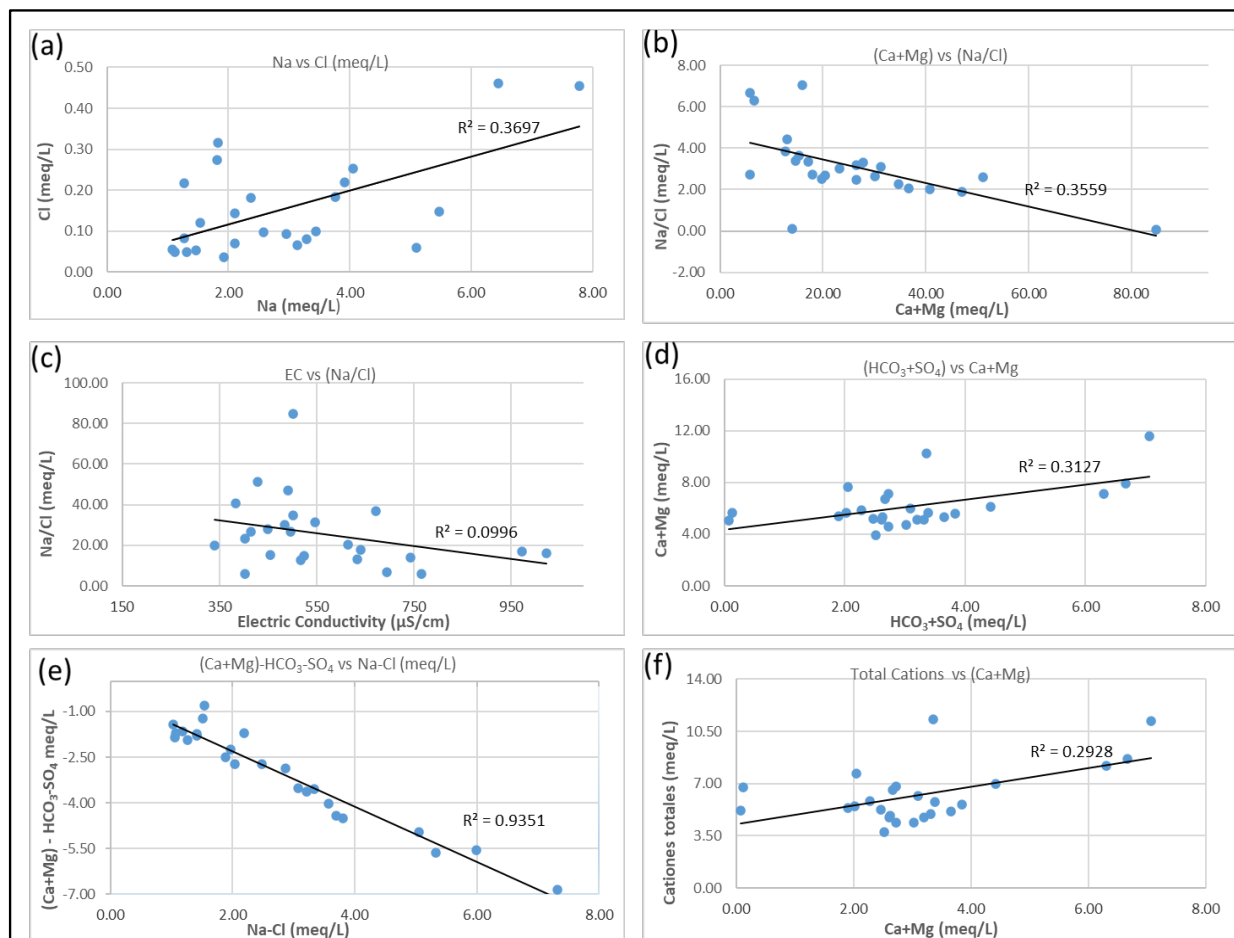 (a)
Na vs Cl (meq/L)
0.50
0.40
0.30
0.20
0.10
0.00
Cl (meq/L)
R² = 0.3697
0.00 2.00 4.00 6.00 8.00
Na (meq/L)
(b)
(Ca+Mg) vs (Na/Cl)
8.00
6.00
4.00
2.00
0.00
-2.00
Na/Cl (meq/L)
R² = 0.3559
0.00 20.00 40.00 60.00 80.00
Ca+Mg (meq/L)
(c)
EC vs (Na/Cl)
100.00
80.00
60.00
40.00
20.00
0.00
Na/Cl (meq/L)
R² = 0.0996
150 350 550 750 950
Electric Conductivity (µS/cm)
(d)
(HCO₃+SO₄) vs Ca+Mg
16.00
12.00
8.00
4.00
0.00
Ca+Mg (meq/L)
R² = 0.3127
0.00 2.00 4.00 6.00 8.00
HCO₃+SO₄ (meq/L)
(e)
(Ca+Mg)-HCO₃-SO₄ vs Na-Cl (meq/L)
-1.00
-2.50
-4.00
-5.50
-7.00
(Ca+Mg) - HCO₃-SO₄ meq/L
R² = 0.9351
0.00 2.00 4.00 6.00 8.00
Na-Cl (meq/L)
(f)
Total Cations vs (Ca+Mg)
14.00
10.50
7.00
3.50
0.00
Cationes totales (meq/L)
R² = 0.2928
0.00 2.00 4.00 6.00 8.00
Ca+Mg (meq/L)